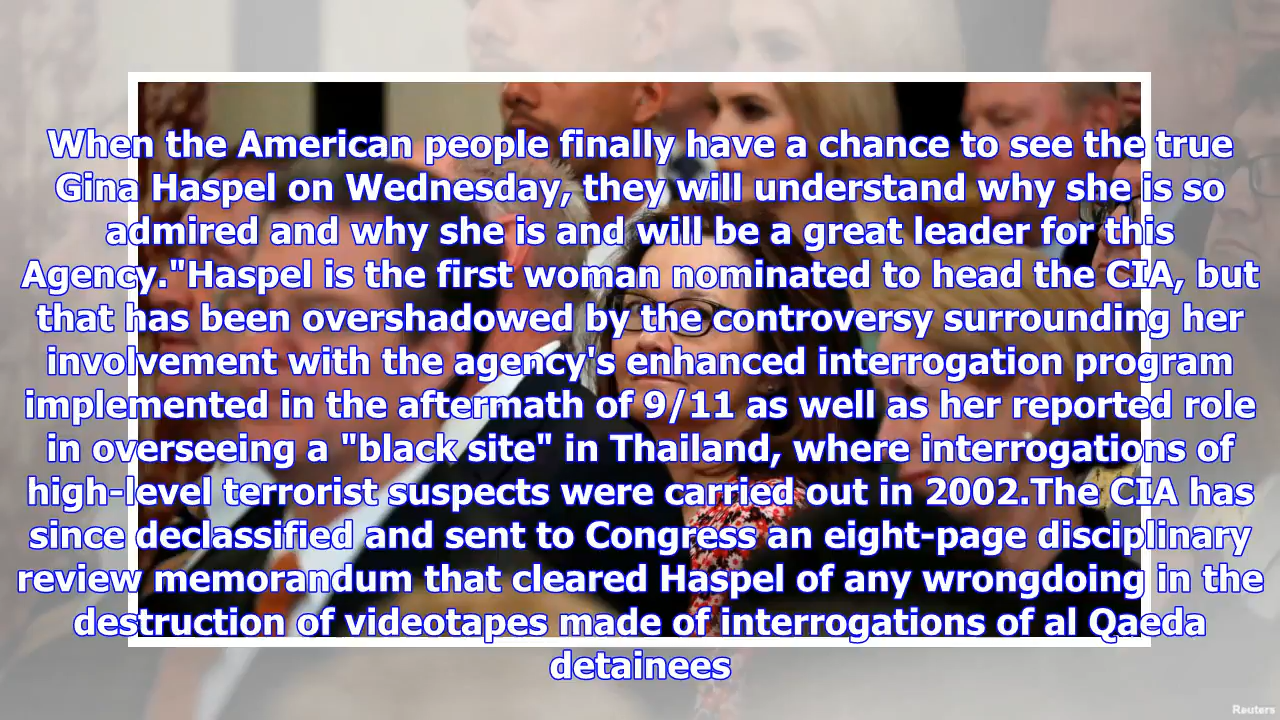 When the American people finally have a chance to see the true
Gina Haspel on Wednesday, they will understand why she is so
admired and why she is and will be a great leader for this
Agency."Haspel is the first woman nominated to head the CIA, but
that has been overshadowed by the controversy surrounding her
involvement with the agency's enhanced interrogation program
implemented in the aftermath of 9/11 as well as her reported role
in overseeing a "black site" in Thailand, where interrogations of
high-level terrorist suspects were carried out in 2002.The CIA has
since declassified and sent to Congress an eight-page disciplinary
review memorandum that cleared Haspel of any wrongdoing in the
destruction of videotapes made of interrogations of al Qaeda
detainees
Reuters